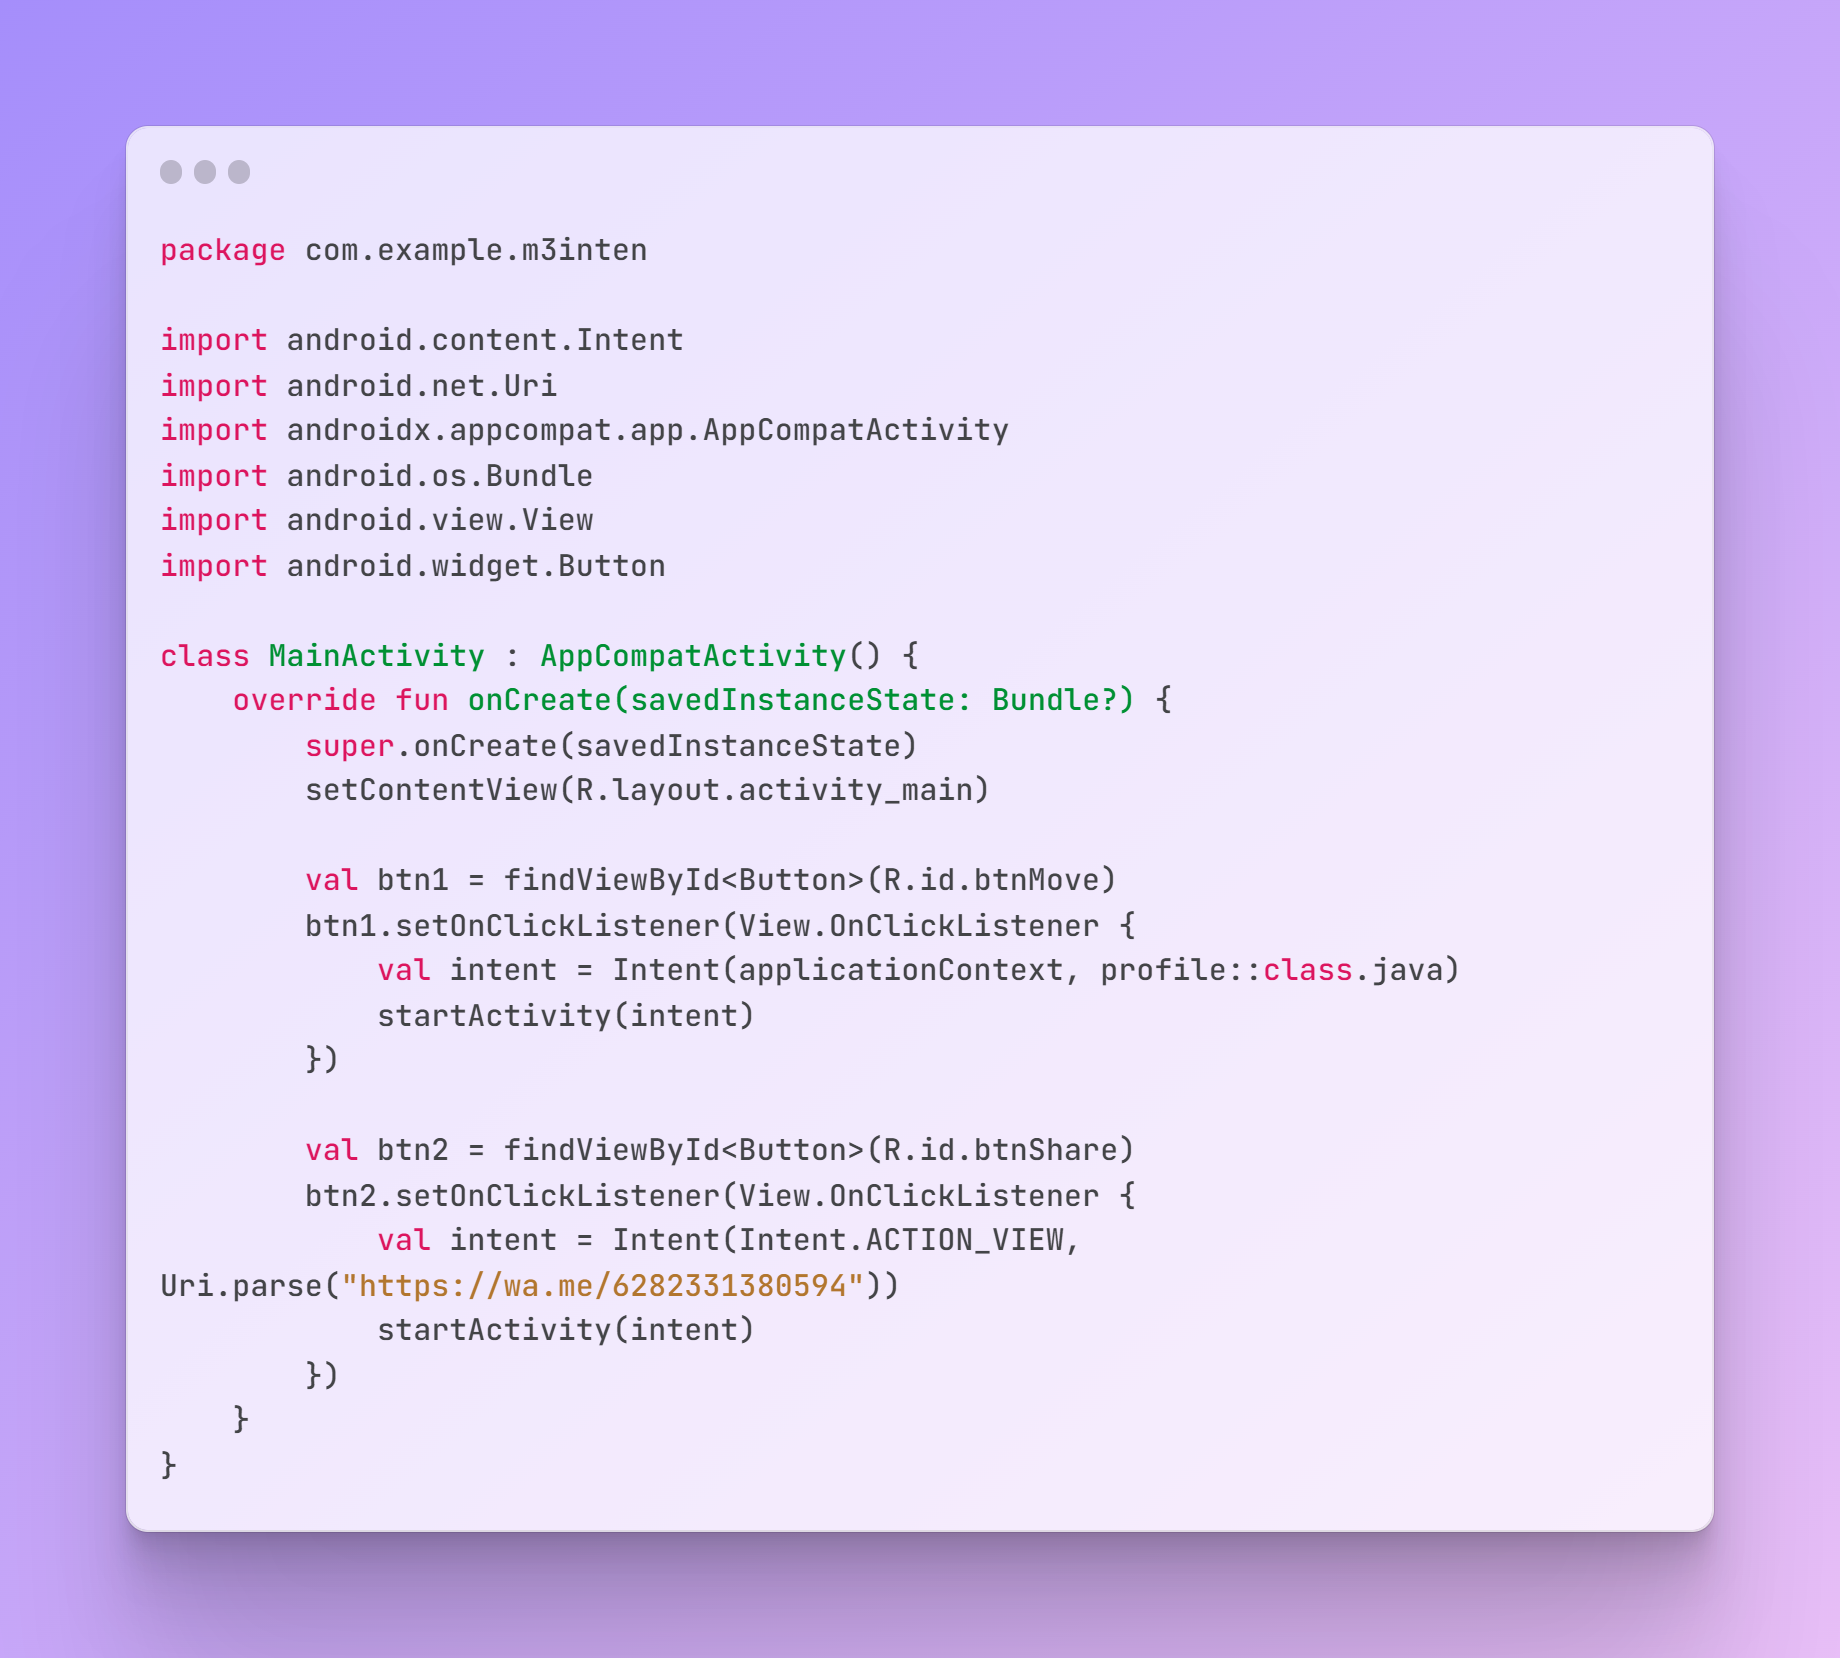 package com.example.m3inten

import android.content.Intent
import android.net.Uri
import androidx.appcompat.app.AppCompatActivity
import android.os.Bundle
import android.view.View
import android.widget.Button

class MainActivity : AppCompatActivity() {
    override fun onCreate(savedInstanceState: Bundle?) {
        super.onCreate(savedInstanceState)
        setContentView(R.layout.activity_main)

        val btn1 = findViewById<Button>(R.id.btnMove)
        btn1.setOnClickListener(View.OnClickListener {
            val intent = Intent(applicationContext, profile::class.java)
            startActivity(intent)
        })

        val btn2 = findViewById<Button>(R.id.btnShare)
        btn2.setOnClickListener(View.OnClickListener {
            val intent = Intent(Intent.ACTION_VIEW,
Uri.parse("https://wa.me/6282331380594"))
            startActivity(intent)
        })
    }
}